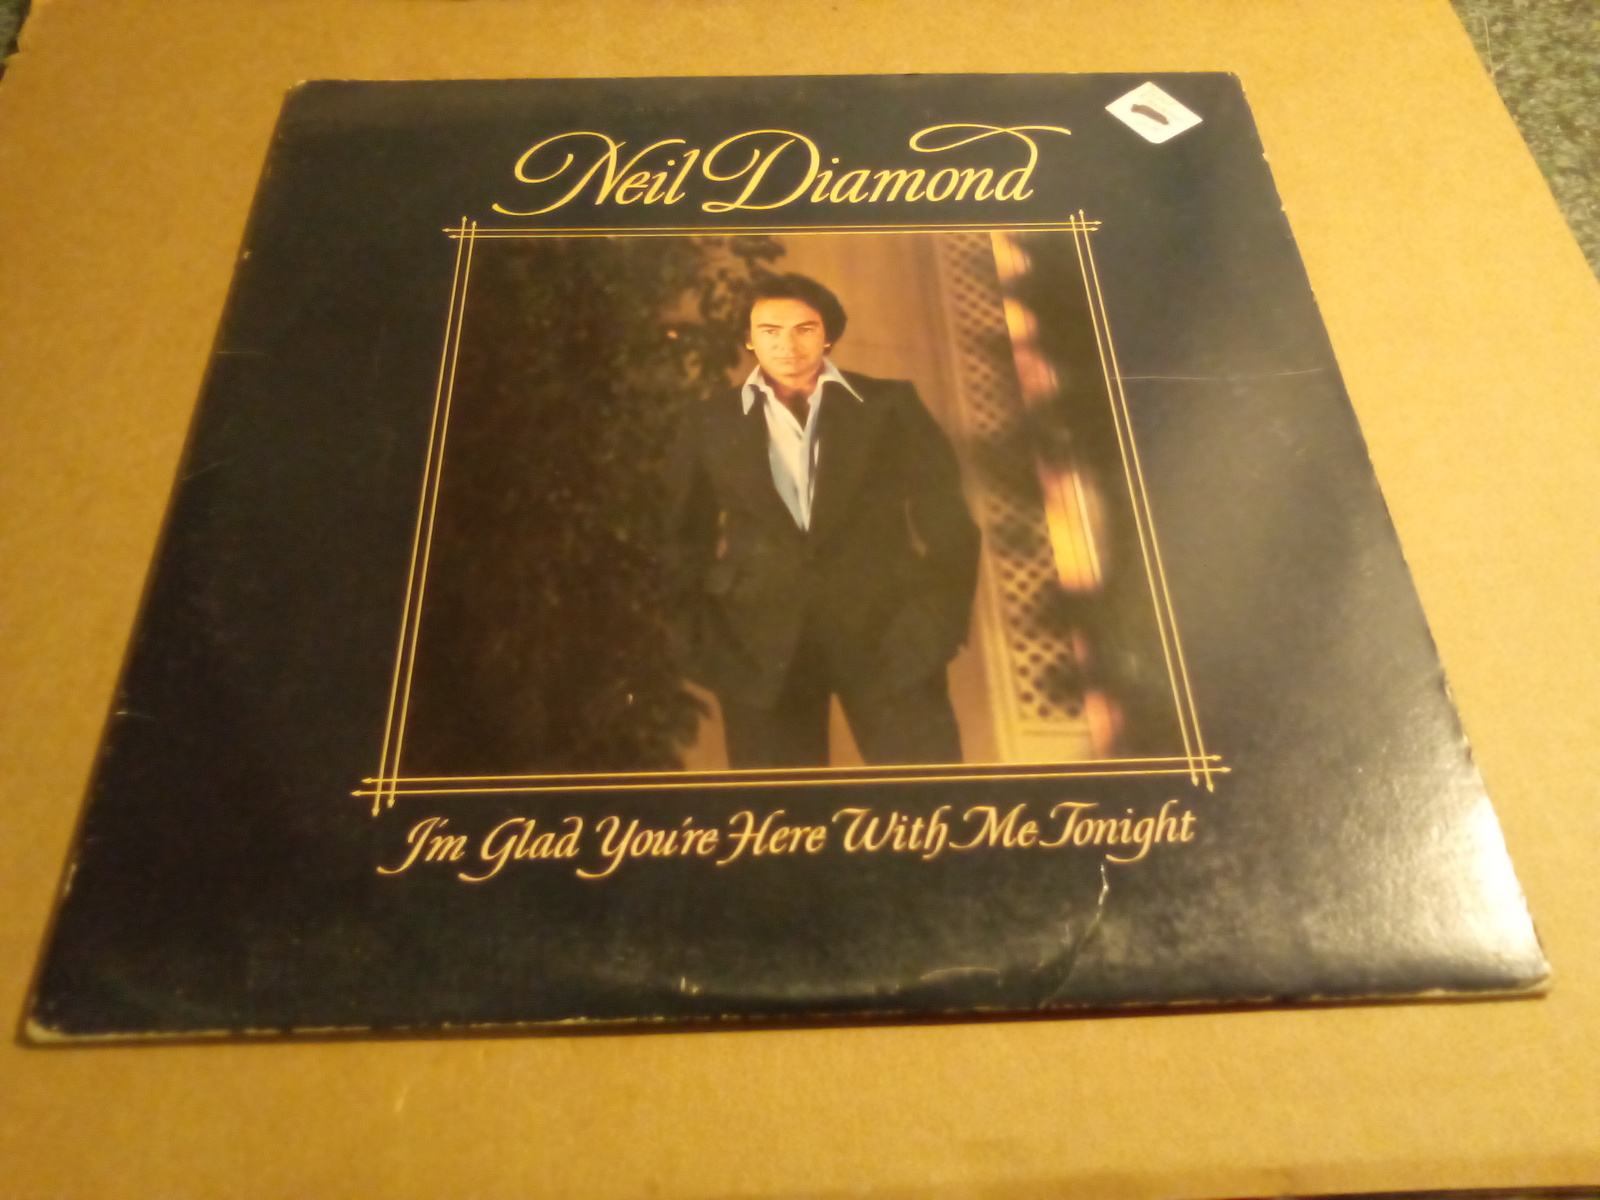 Neil Diamond
I'm Glad You're Here With Me Tonight